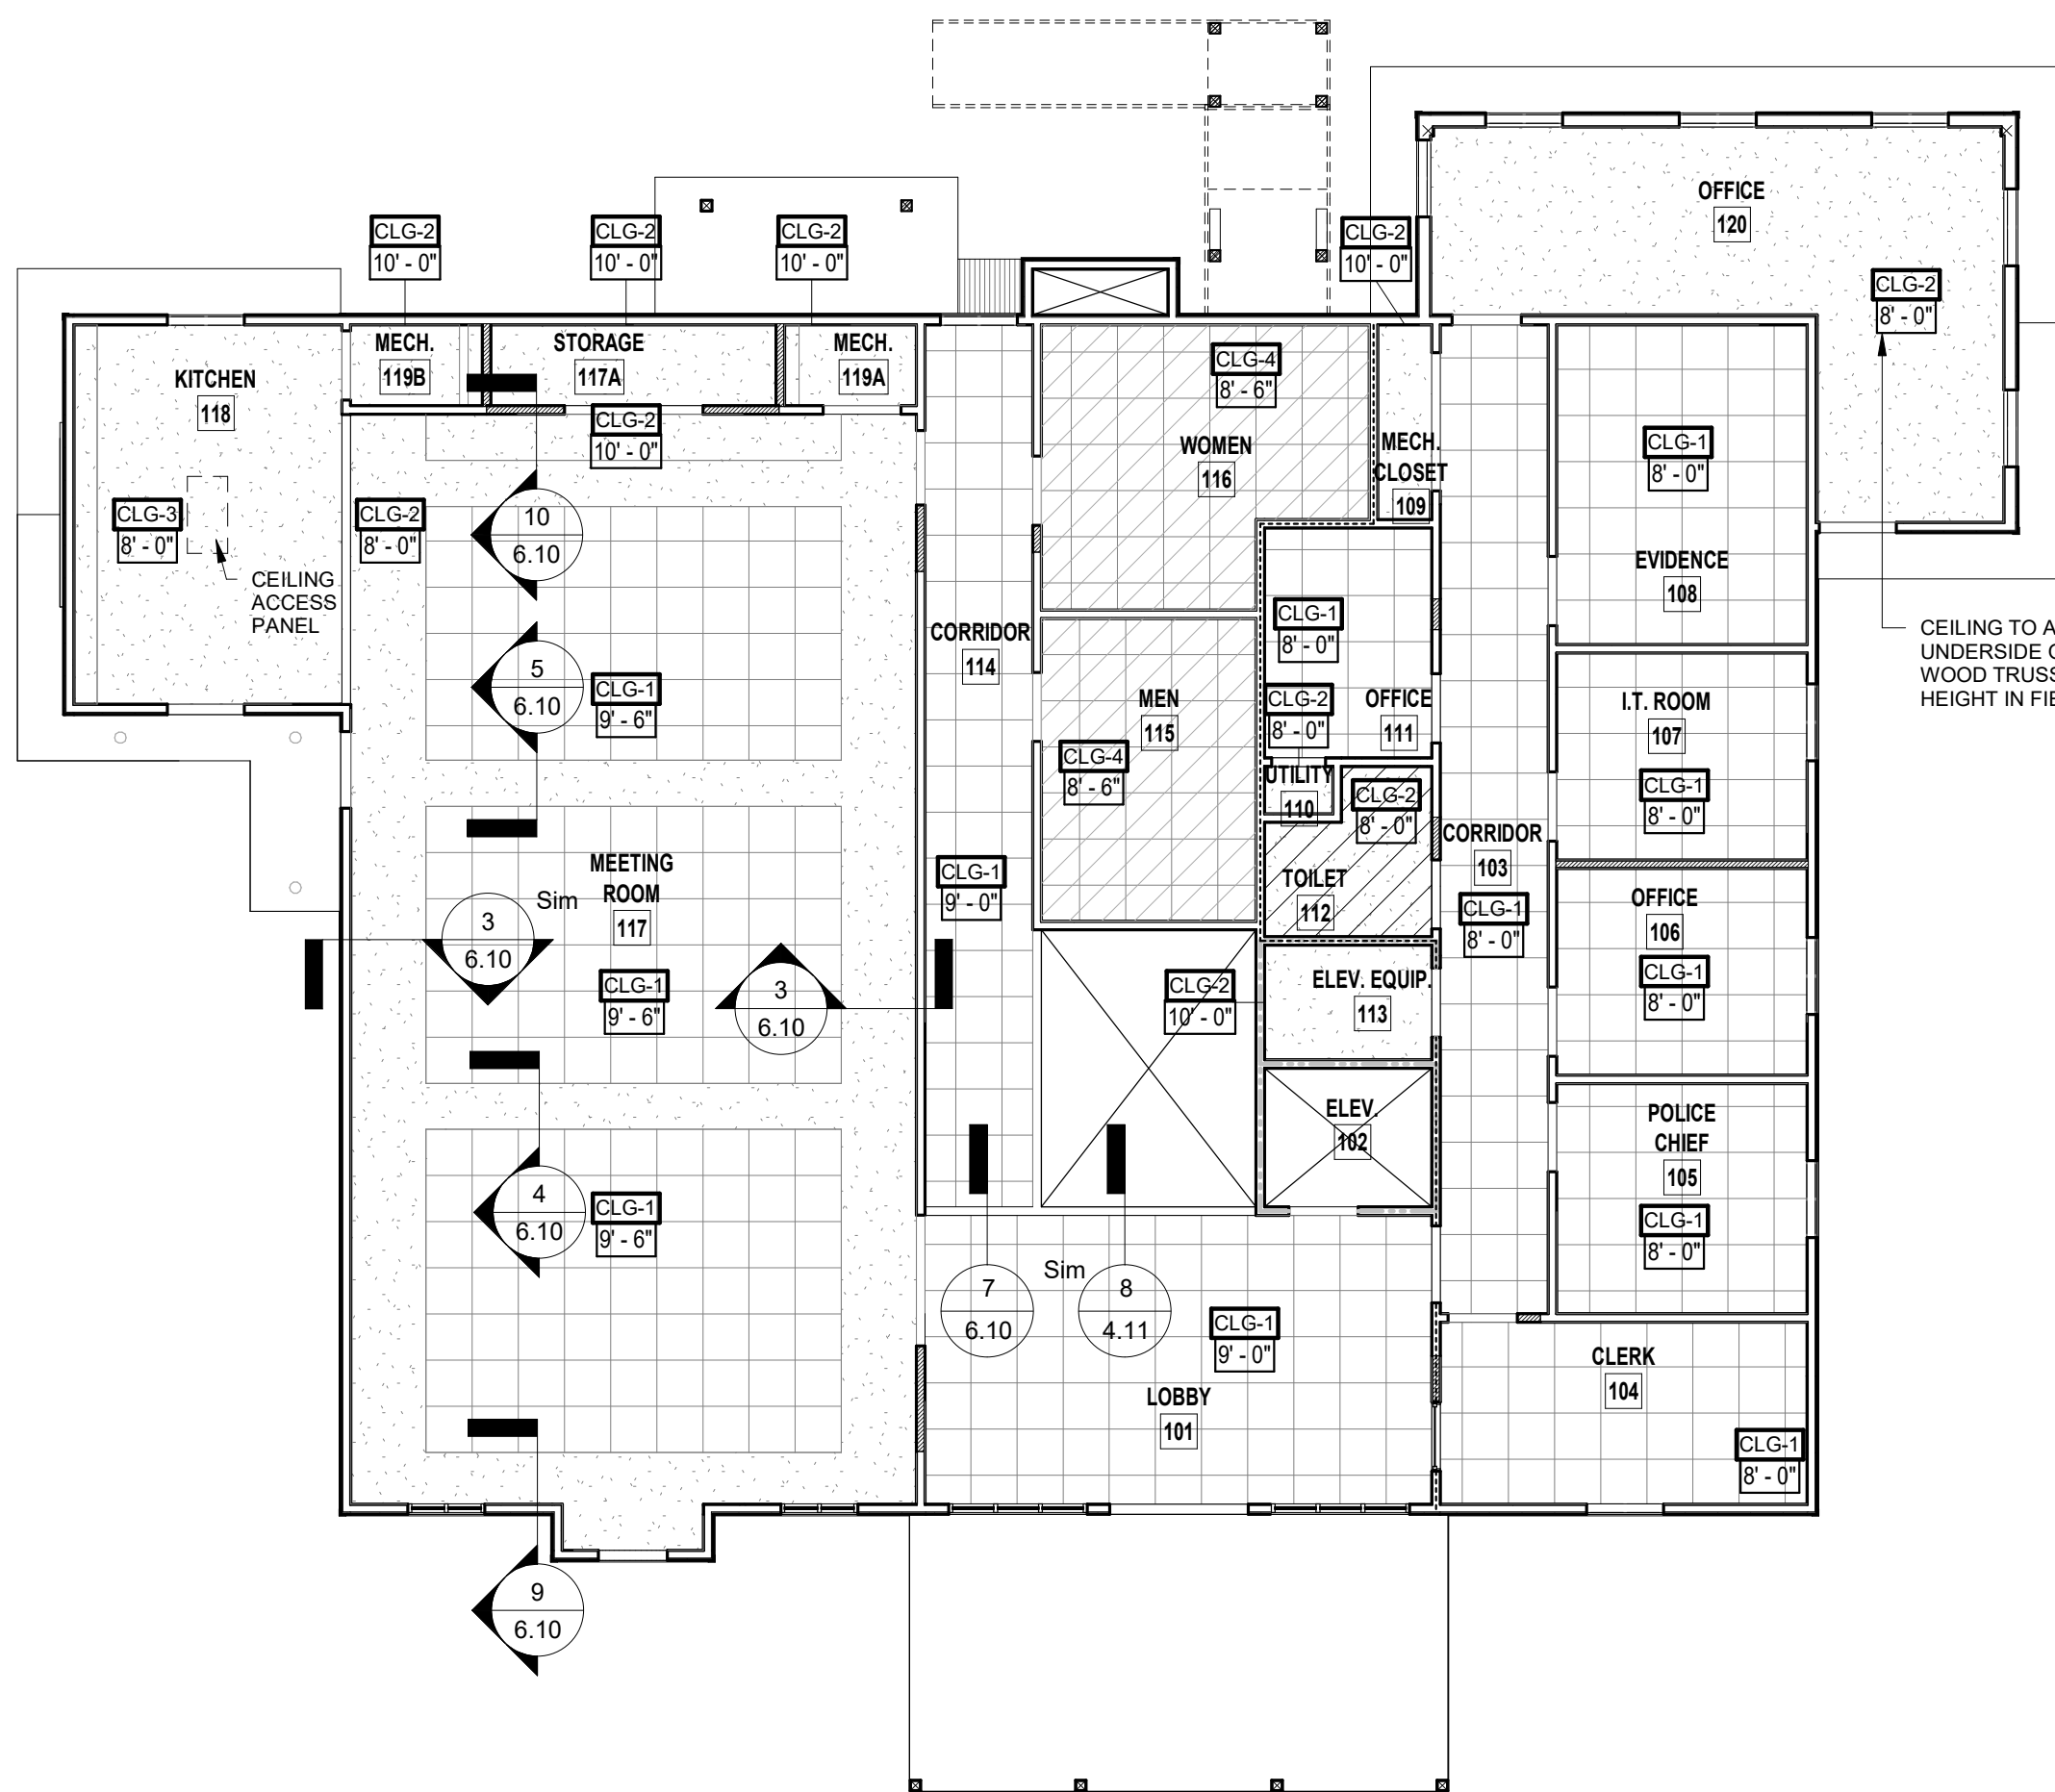 OFFICE
120
CLG-2
10' - 0"
CLG-2
10' - 0"
CLG-2
10' - 0"
CLG-2
10' - 0"
CLG-2
8' - 0"
MECH.
119B
STORAGE
117A
MECH.
119A
CLG-4
8' - 6"
KITCHEN
118
CLG-2
10' - 0"
WOMEN
116
MECH.
CLOSET
109
CLG-1
8' - 0"
CLG-3
8' - 0"
CLG-2
8' - 0"
10
6.10
CEILING
ACCESS
PANEL
EVIDENCE
108
CLG-1
8' - 0"
CORRIDOR
114
CEILING TO A
UNDERSIDE
WOOD TRUSS
HEIGHT IN FIE
5
6.10
CLG-1
9' - 6"
MEN
115
CLG-2
8' - 0"
OFFICE
111
I.T. ROOM
107
CLG-4
8' - 6"
UTILITY
110
CLG-2
8' - 0"
CLG-1
8' - 0"
MEETING
ROOM
117
CLG-1
9' - 0"
TOILET
112
CORRIDOR
103
CLG-1
8' - 0"
OFFICE
106
3
6.10
Sim
CLG-1
9' - 6"
3
6.10
CLG-2
10' - 0"
ELEV. EQUIP.
113
CLG-1
8' - 0"
ELEV.
102
POLICE
CHIEF
105
4
6.10
CLG-1
9' - 6"
CLG-1
8' - 0"
7
6.10
Sim
8
4.11
CLG-1
9' - 0"
LOBBY
101
CLERK
104
CLG-1
8' - 0"
9
6.10